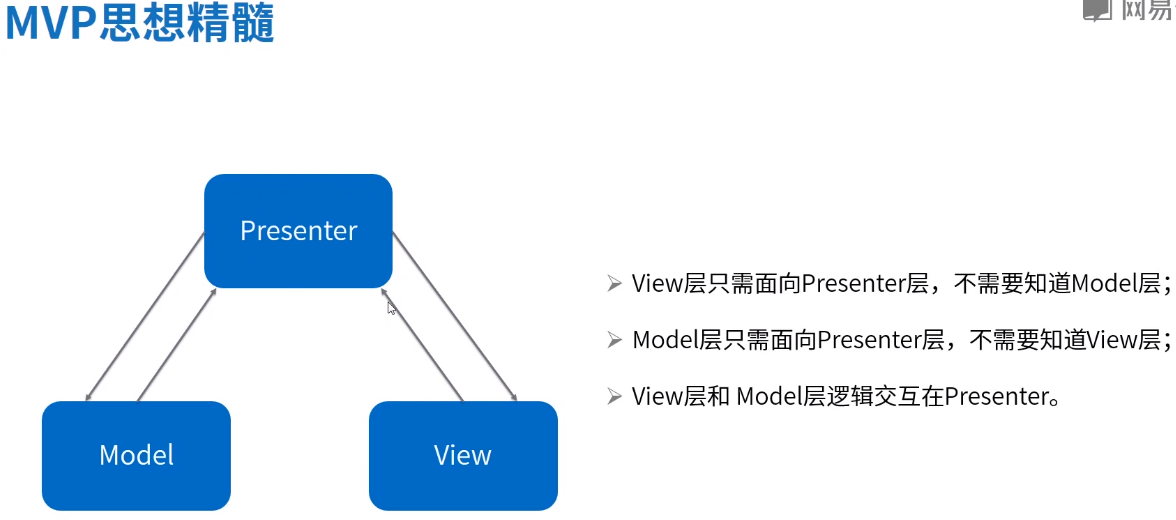 MVP思想精髓
网易
Presenter
Model
View
View层只需面向Presenter层，不需要知道Model层；
Model层只需面向Presenter层，不需要知道View层；
View层和 Model层逻辑交互在Presenter。